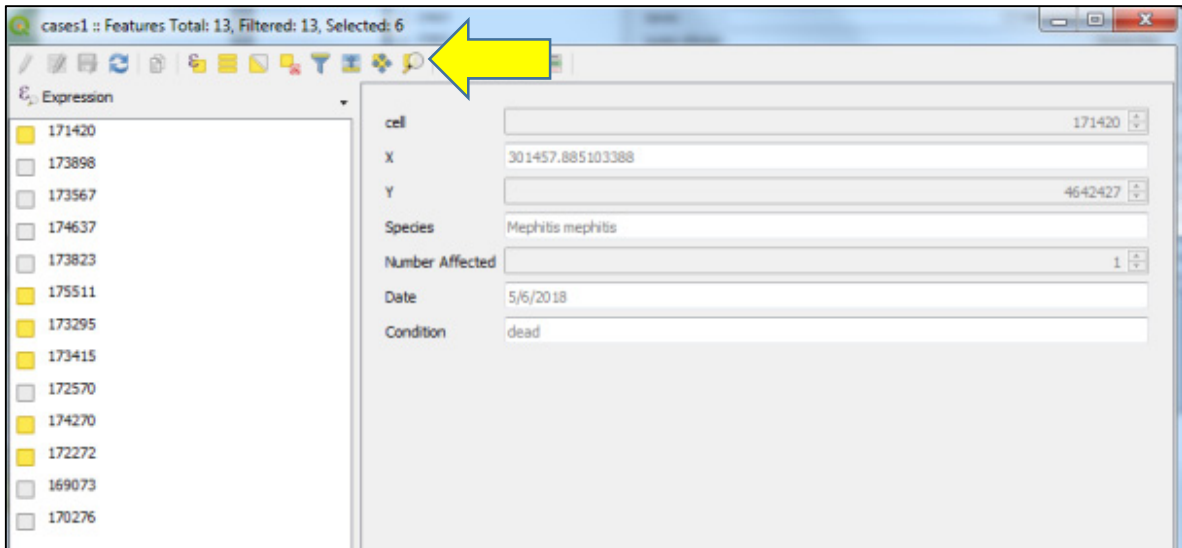 cases1 :: Features Total: 13, Filtered: 13, Selected: 6
Expression
171420
173898
173567
174637
173823
175511
173295
173415
172570
174270
172272
169073
170276
cell 171420
X 301457.885103388
Y 4642427
Species Mephitis mephitis
Number Affected 1
Date 5/6/2018
Condition dead